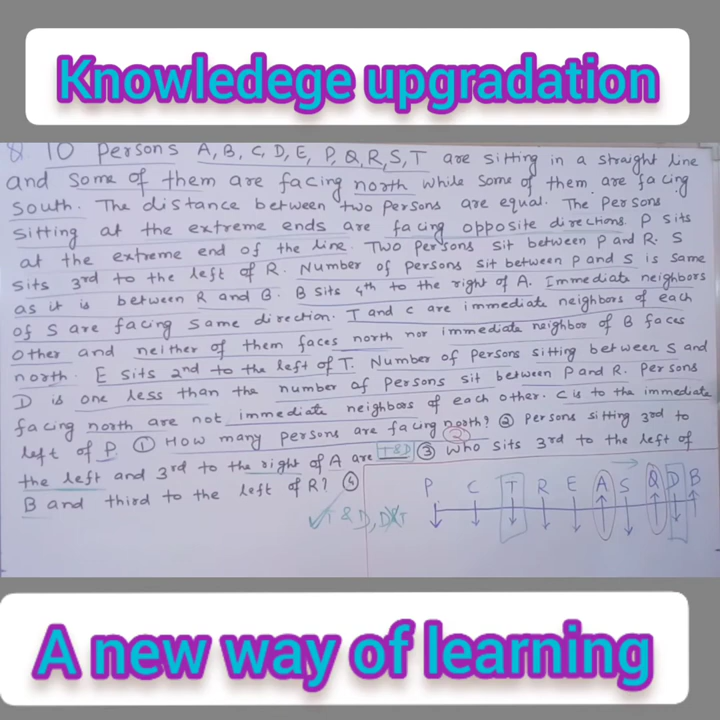 Knowledege upgradation
Q. 10 Persons A, B, C, D, E, P, Q, R, S, T are sitting in a straight line
and some of them are facing north while some of them are facing
south. The distance between two persons are equal. The Persons
sitting at the extreme ends are facing opposite directions. P sits
at the extreme end of the line. Two persons sit between P and R. S
sits 3rd to the left of R. Number of persons sit between P and S is same
as it is between R and B. B sits 4th to the right of A. Immediate neighbors
of S are facing same direction. T and C are immediate neighbors of each
other and neither of them faces north nor immediate neighbor of B faces
north. E sits 2nd to the left of T. Number of Persons sitting between S and
D is one less than the number of persons sit between P and R. Persons
facing north are not immediate neighbors of each other. C is to the immediate
left of P. ① How many persons are facing north? ② Persons sitting 3rd to
②
the left and 3rd to the right of A are T&D ③ Who sits 3rd to the left of
B and third to the left of R? ④
P C T R E A S Q D B
T & D, D&T
A new way of learning